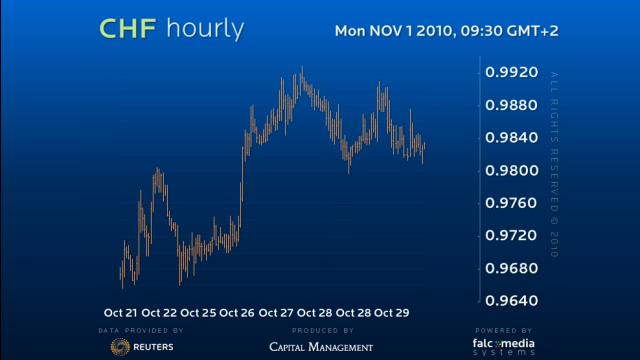 CHF hourly
Mon NOV 1 2010, 09:30 GMT+2
0.9920
0.9880
0.9840
0.9800
0.9760
0.9720
0.9680
0.9640
ALL RIGHTS RESERVED © 2010
Oct 21 Oct 22 Oct 25 Oct 26 Oct 27 Oct 28 Oct 28 Oct 29
DATA PROVIDED BY
REUTERS
PRODUCED BY
CAPITAL MANAGEMENT
POWERED BY
falc media
systems